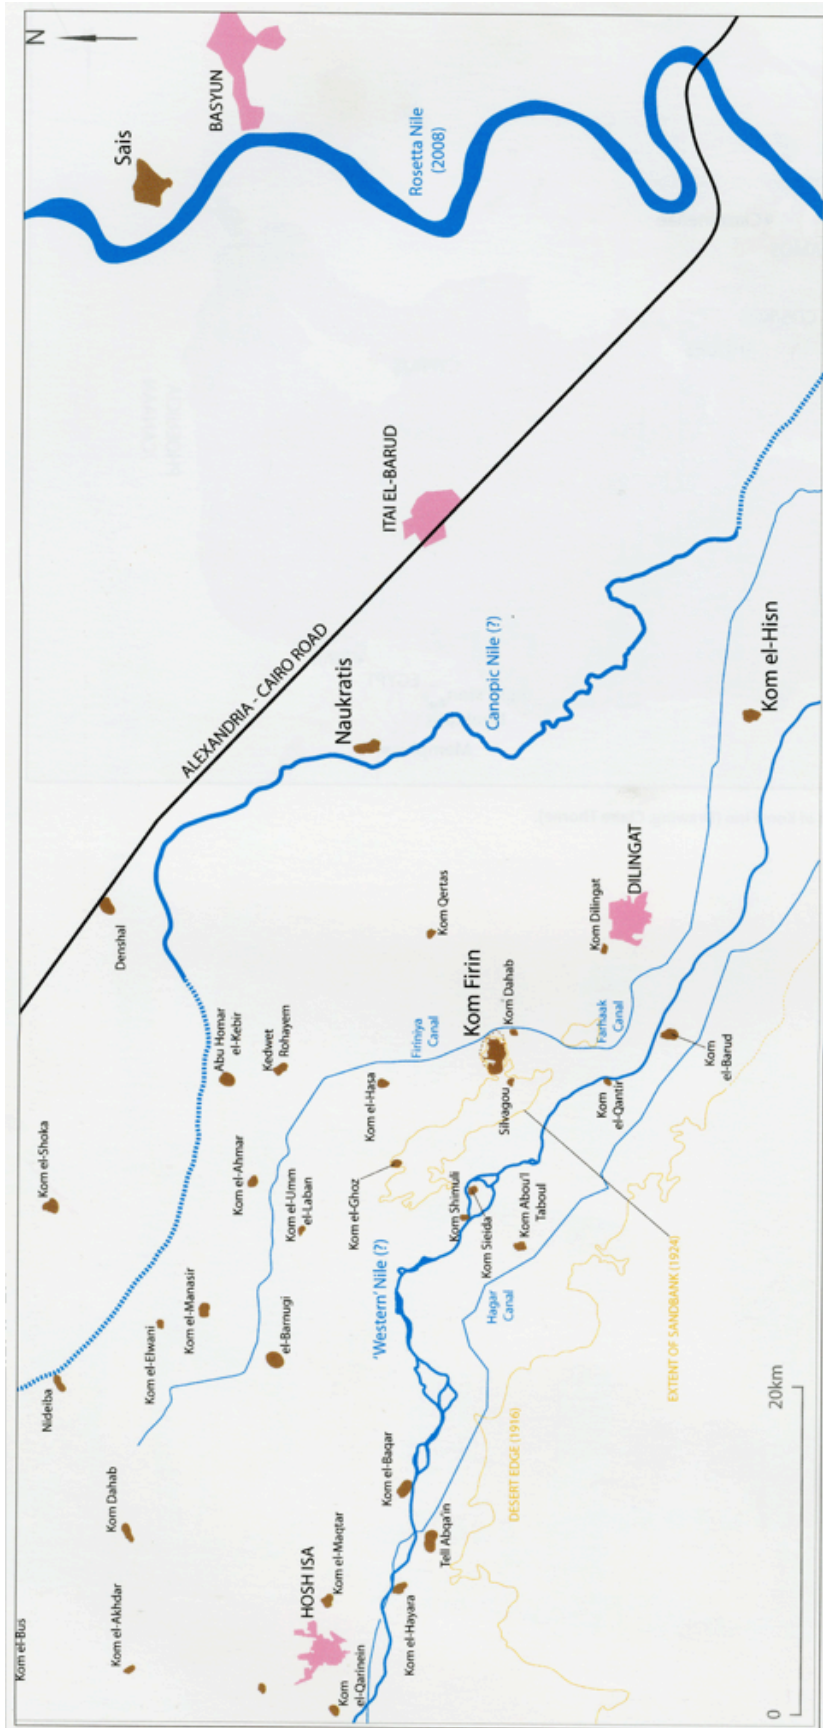 Kom el-Bus
N
Kom el-Shoka
Nideiba
Kom el-Akhdar
Kom Dahab
Denshal
Sais
Kom el-Elwani
Kom el-Manasir
ALEXANDRIA - CAIRO ROAD
BASYUN
Abu Homar
el-Kebir
Kom el-Ahmar
Kedwet
Rohayem
Kom el-Umm
el-Laban
el-Barnugi
HOSH ISA
Kom el-Maqtar
Kom
el-Qarinein
Naukratis
Kom el-Ghoz
Kom el-Hasa
'Western' Nile (?)
Kom el-Baqar
Kom el-Hayara
ITAI EL-BARUD
Rosetta Nile
(2008)
Firiniya
Canal
Kom Qertas
Tell Abqa'in
Kom Shimuli
Kom Sieida
Kom Firin
Kom Dahab
Silvagou
Canopic Nile (?)
Hagar
Canal
Kom Abou'l
Taboul
DESERT EDGE (1916)
Kom Dilingat
DILINGAT
Farhaak
Canal
Kom
el-Qantir
EXTENT OF SANDBANK (1924)
Kom
el-Barud
Kom el-Hisn
0
20km